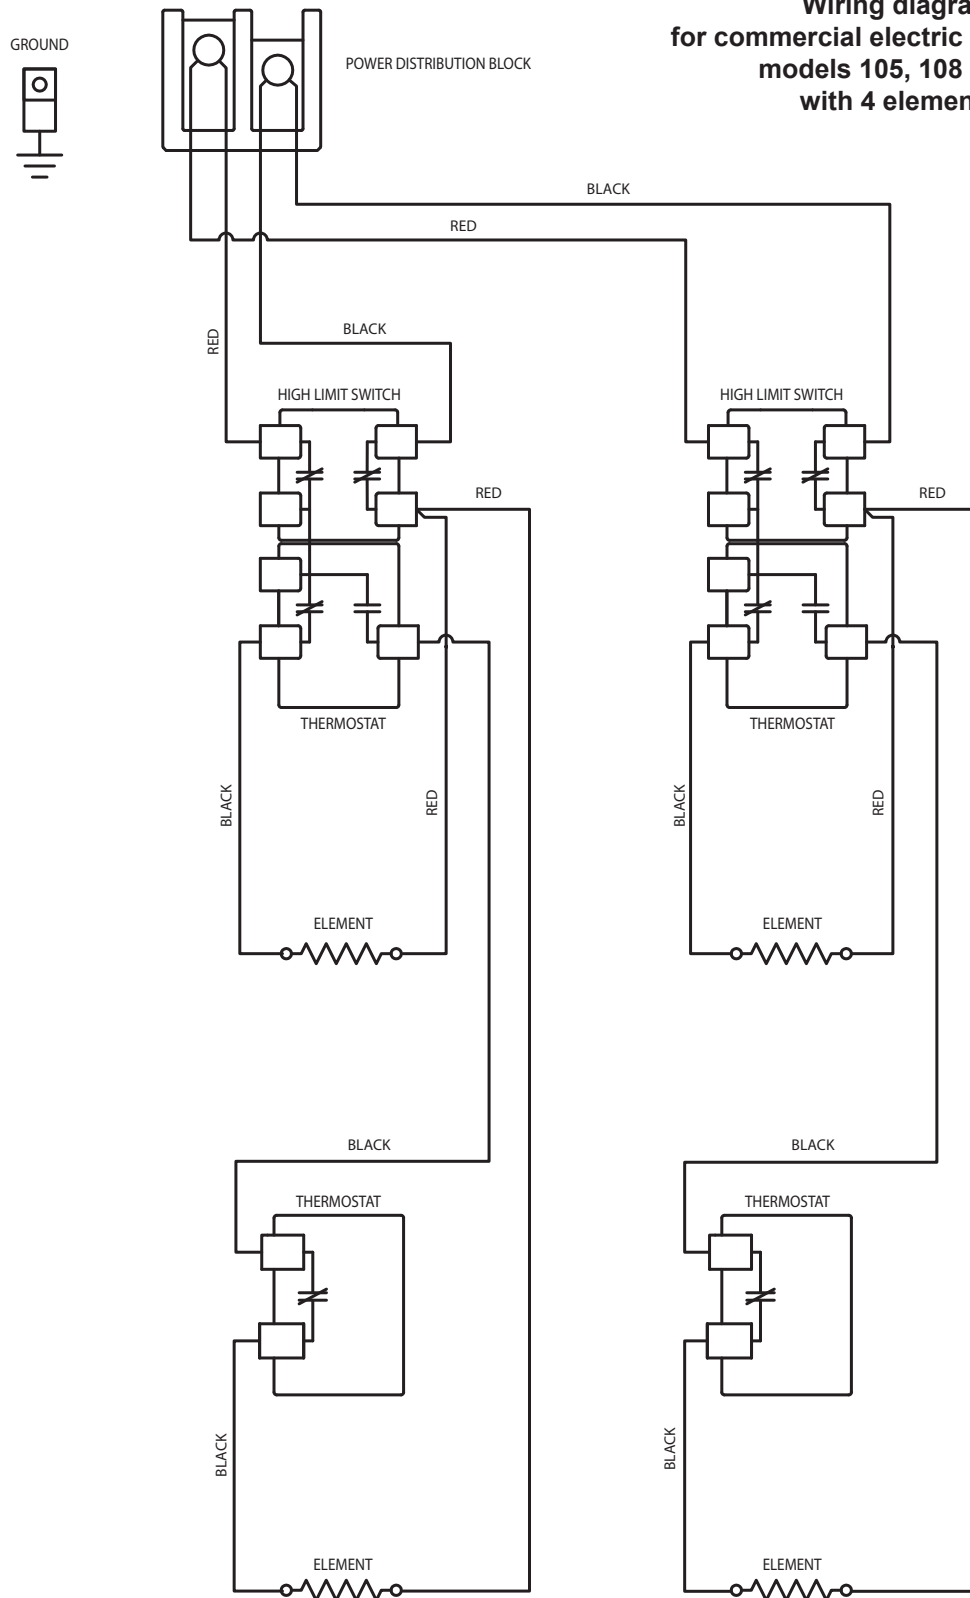 Wiring diagra
for commercial electric
models 105, 108
with 4 elemen
GROUND
POWER DISTRIBUTION BLOCK
BLACK
RED
RED
BLACK
HIGH LIMIT SWITCH
HIGH LIMIT SWITCH
RED
RED
THERMOSTAT
THERMOSTAT
BLACK
RED
BLACK
RED
ELEMENT
ELEMENT
BLACK
BLACK
THERMOSTAT
THERMOSTAT
BLACK
BLACK
ELEMENT
ELEMENT